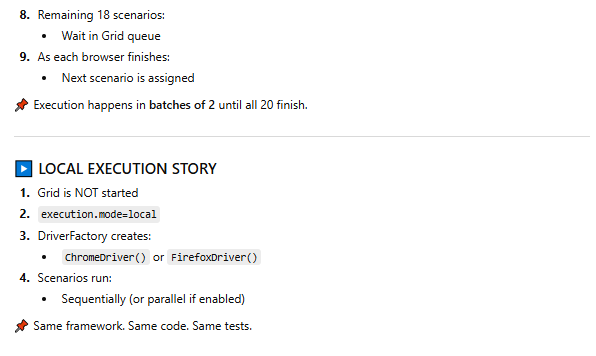 8. Remaining 18 scenarios:
• Wait in Grid queue
9. As each browser finishes:
• Next scenario is assigned
📌 Execution happens in batches of 2 until all 20 finish.
▶️ LOCAL EXECUTION STORY
1. Grid is NOT started
2. execution.mode=local
3. DriverFactory creates:
• ChromeDriver() or FirefoxDriver()
4. Scenarios run:
• Sequentially (or parallel if enabled)
📌 Same framework. Same code. Same tests.